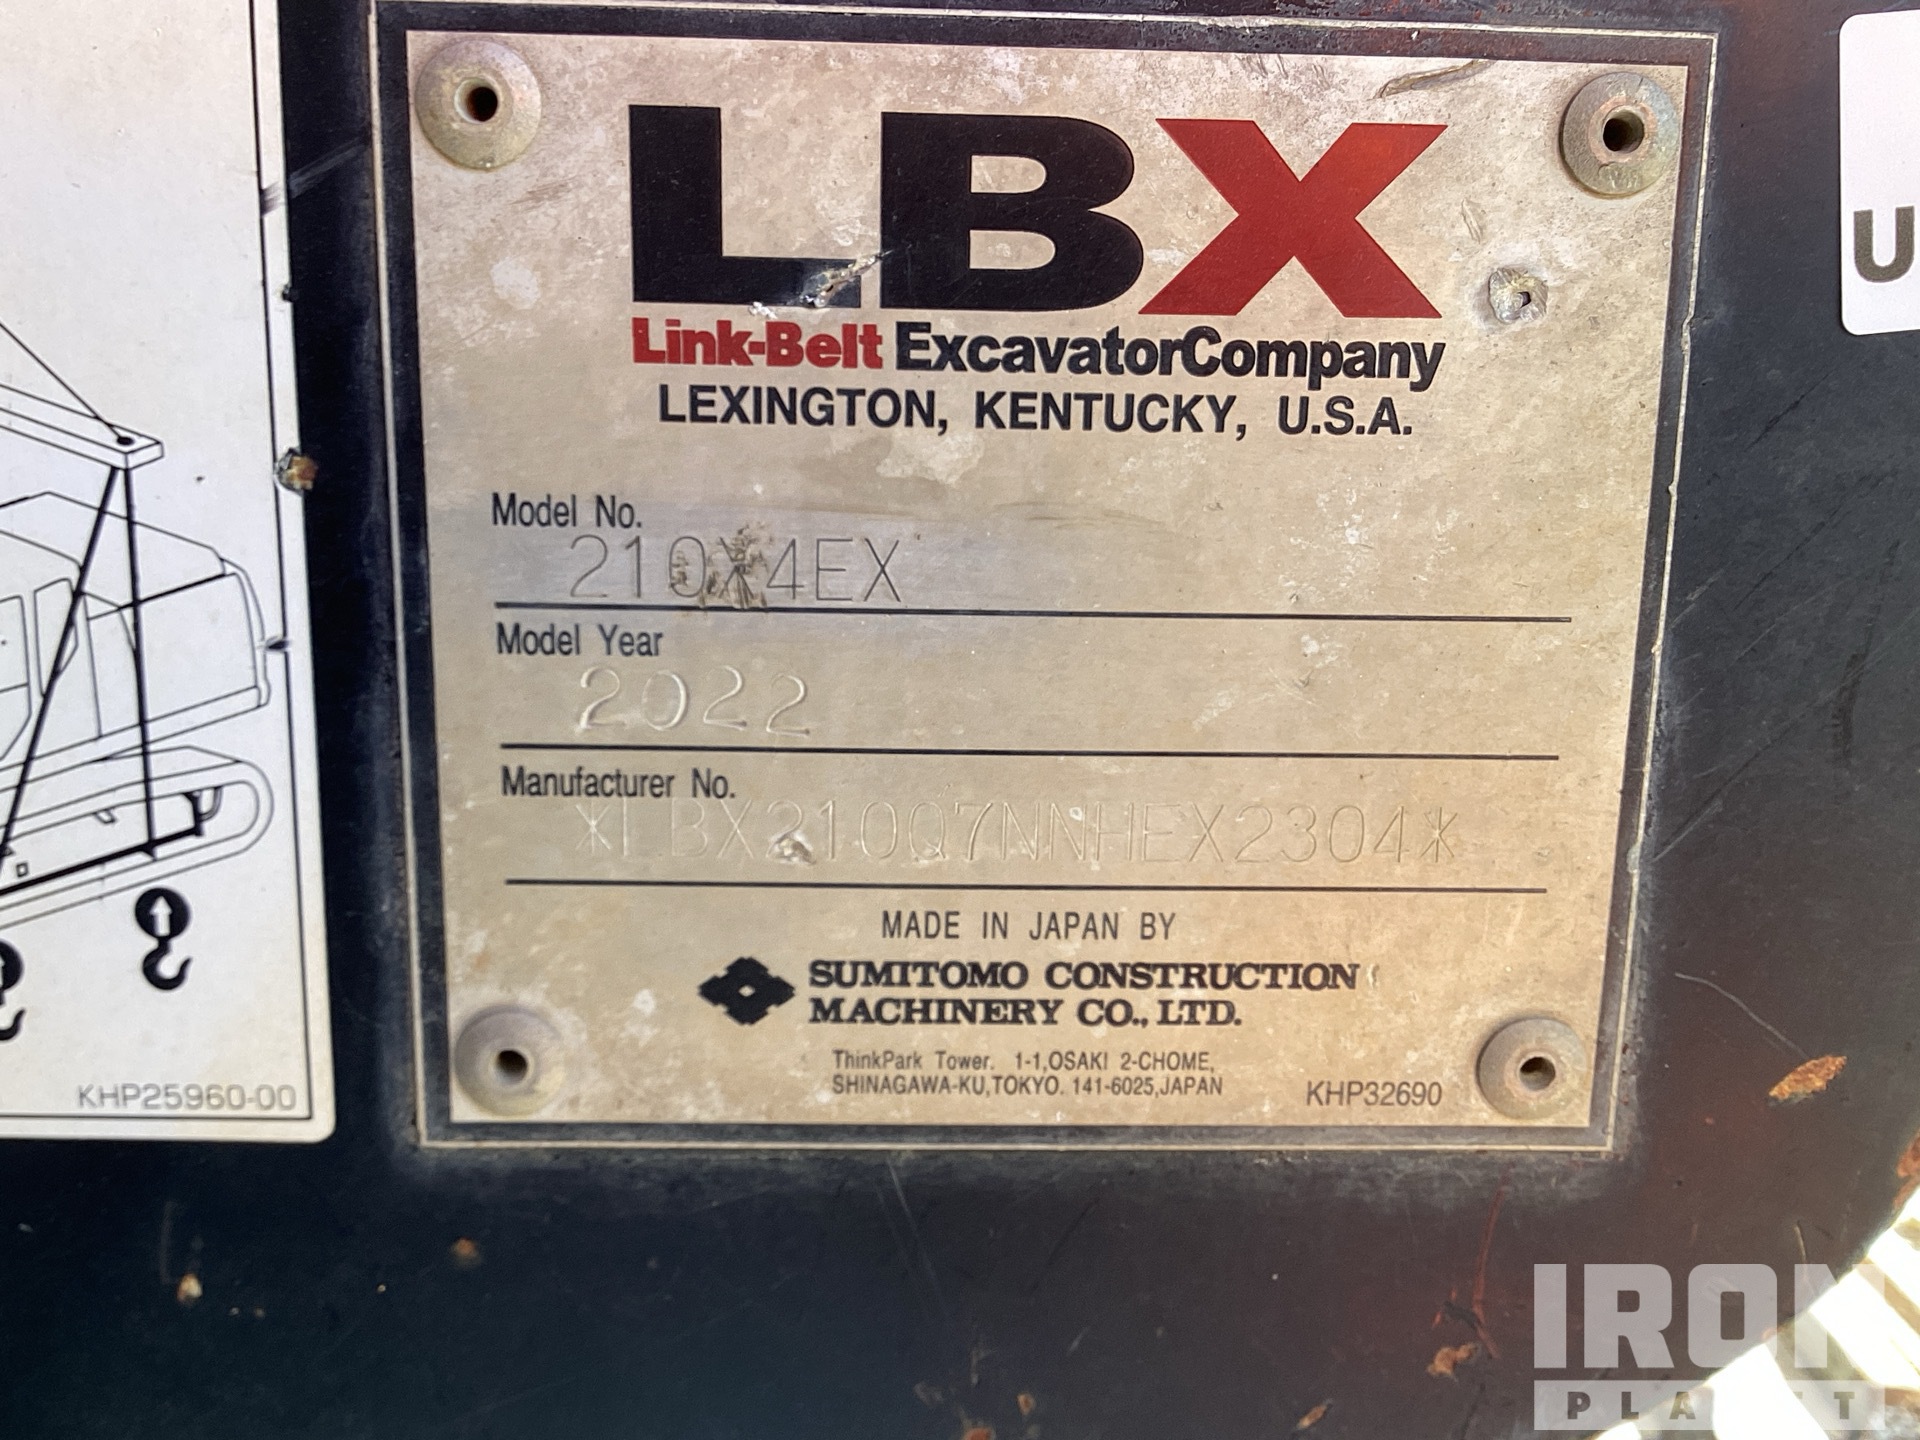 LBX
Link-Belt ExcavatorCompany
LEXINGTON, KENTUCKY, U.S.A.
Model No.
210X4EX
Model Year
2022
Manufacturer No.
*LBX210Q7NNHEX2304*
MADE IN JAPAN BY
SUMITOMO CONSTRUCTION
MACHINERY CO., LTD.
ThinkPark Tower. 1-1,OSAKI 2-CHOME,
SHINAGAWA-KU,TOKYO. 141-6025,JAPAN
KHP32690
KHP25960-00
U
IRON
PLANET